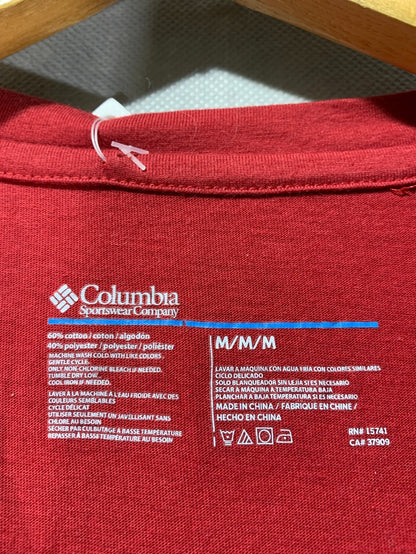 Columbia
Sportswear Company
60% cotton / coton / algodón
40% polyester / polyester / poliéster
MACHINE WASH COLD WITH LIKE COLORS
GENTLE CYCLE.
ONLY NON CHLORINE BLEACH IF NEEDED.
TUMBLE DRY LOW.
COOL IRON IF NEEDED.
LAVER À LA MACHINE À L'EAU FROIDE AVEC DES
COULEURS SEMBLABLES
CYCLE DÉLICAT
UTILISER SEULEMENT UN JAVILLISANT SANS
CHLORE AU BESOIN
SÉCHER PAR CULBUTAGE À BASSE TEMPÉRATURE
REPASSER À BASSE TEMPÉRATURE AU BESOIN
M/M/M
LAVAR A MÁQUINA CON AGUA FRÍA CON COLORES SIMILARES
CICLO DELICADO
SOLO BLANQUEADOR SIN LEJIA SI ES NECESARIO
SECAR A MÁQUINA A TEMPERATURA BAJA
PLANCHAR A BAJA TEMPERATURA SI ES NECESARIO
MADE IN CHINA / FABRIQUÉ EN CHINE /
HECHO EN CHINA
RN# 15741
CA# 37909